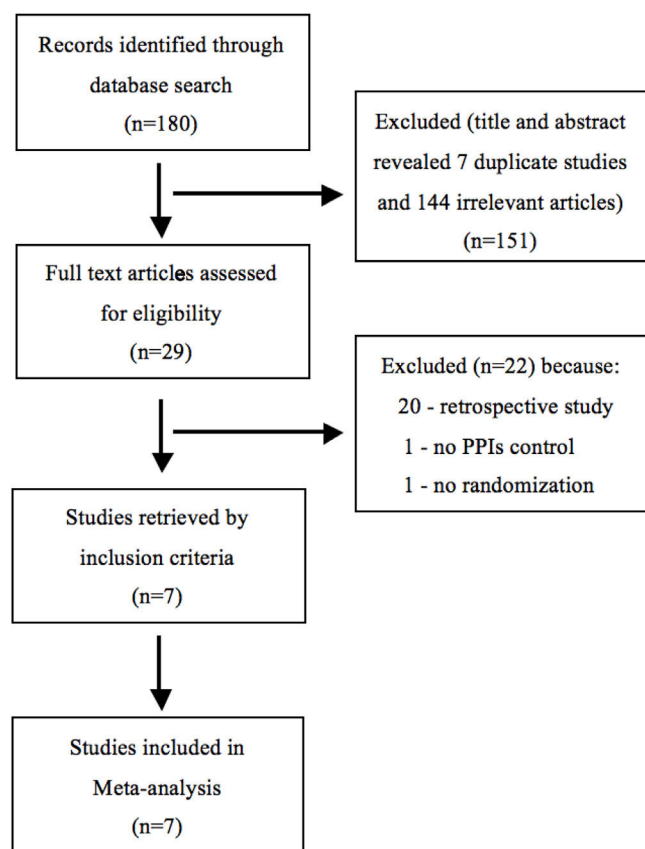 Records identified through
database search
(n=180)
Excluded (title and abstract
revealed 7 duplicate studies
and 144 irrelevant articles)
(n=151)
Full text articles assessed
for eligibility
(n=29)
Excluded (n=22) because:
20 - retrospective study
1 - no PPIs control
1 - no randomization
Studies retrieved by
inclusion criteria
(n=7)
Studies included in
Meta-analysis
(n=7)